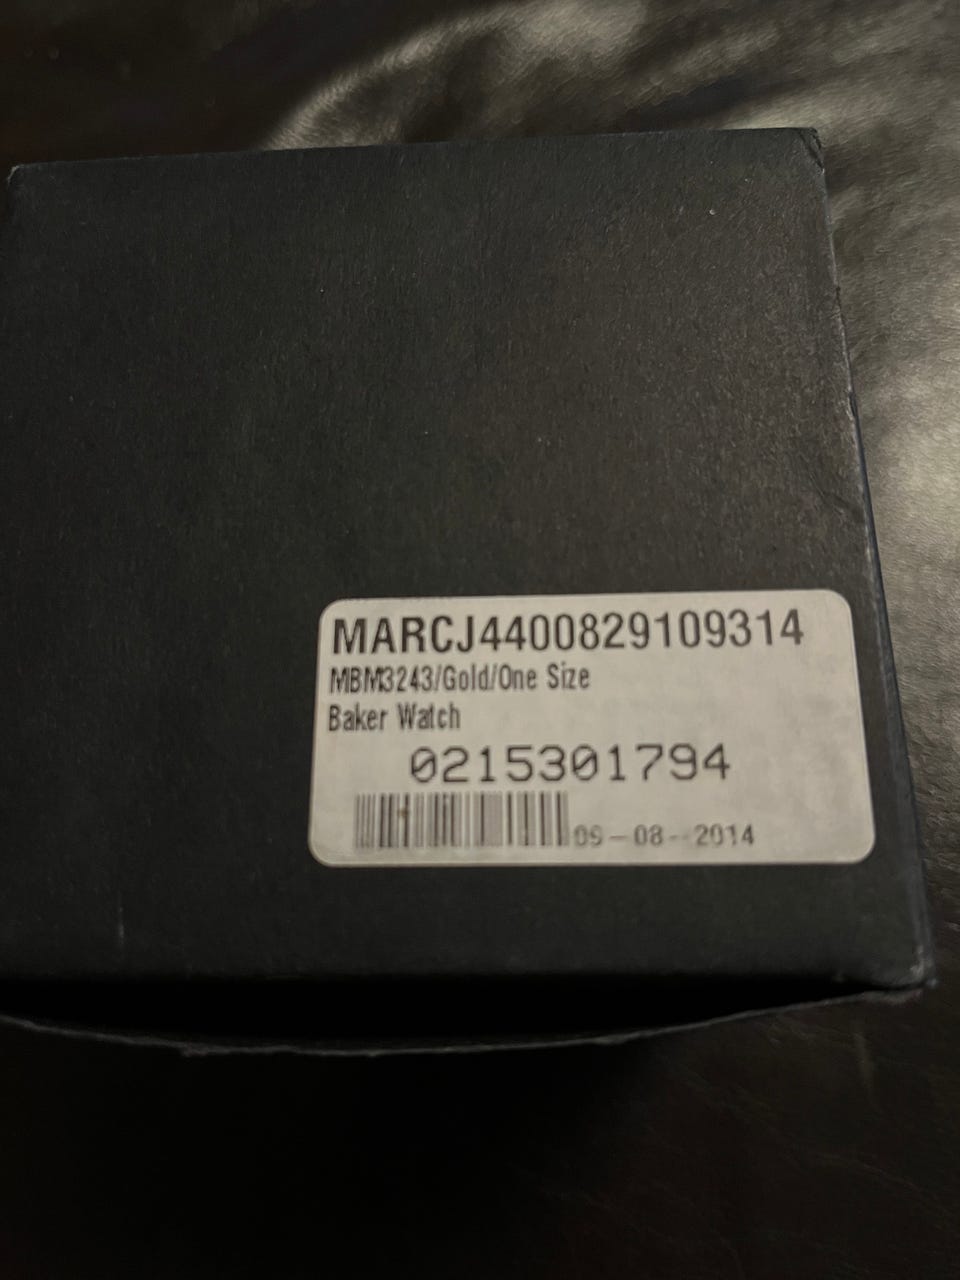 MARCJ4400829109314
MBM3243/Gold/One Size
Baker Watch
0215301794
09-08-2014